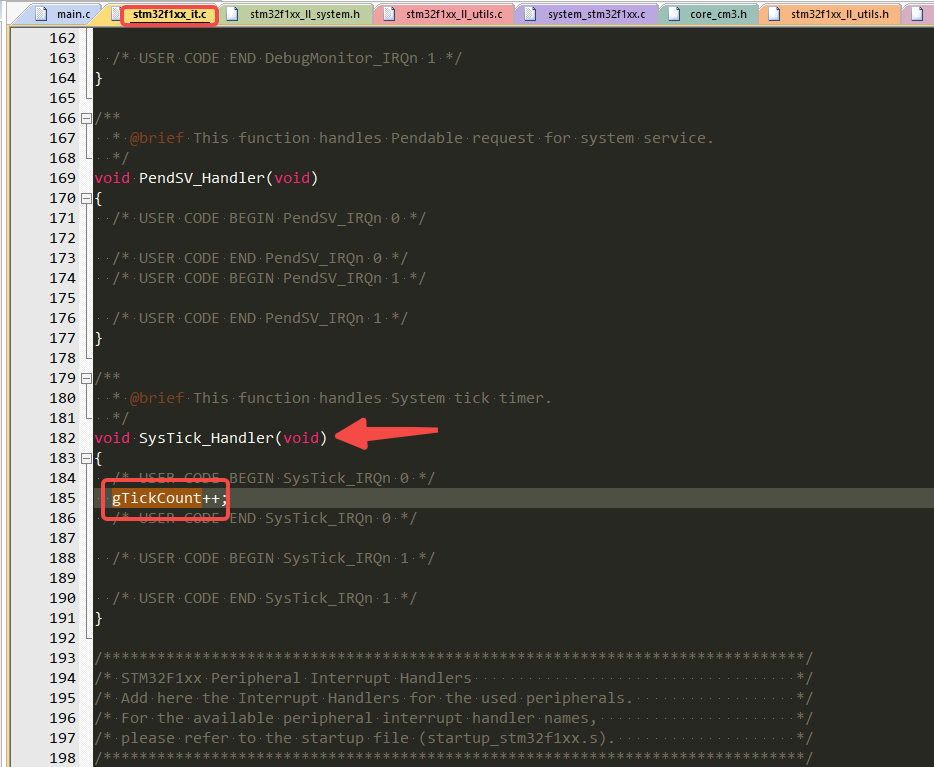 main.c stm32f1xx_it.c stm32f1xx_ll_system.h stm32f1xx_ll_utils.c system_stm32f1xx.c core_cm3.h stm32f1xx_ll_utils.h
162
163 /* USER CODE END DebugMonitor_IRQn 1 */
164 }
165
166 /**
167 * @brief This function handles Pendable request for system service.
168 */
169 void PendSV_Handler(void)
170 {
171 /* USER CODE BEGIN PendSV_IRQn 0 */
172
173 /* USER CODE END PendSV_IRQn 0 */
174 /* USER CODE BEGIN PendSV_IRQn 1 */
175
176 /* USER CODE END PendSV_IRQn 1 */
177 }
178
179 /**
180 * @brief This function handles System tick timer.
181 */
182 void SysTick_Handler(void)
183 {
184 /* USER CODE BEGIN SysTick_IRQn 0 */
185 gTickCount++;
186 /* USER CODE END SysTick_IRQn 0 */
187
188 /* USER CODE BEGIN SysTick_IRQn 1 */
189
190 /* USER CODE END SysTick_IRQn 1 */
191 }
192
193 /******************************************************************************/
194 /* STM32F1xx Peripheral Interrupt Handlers */
195 /* Add here the Interrupt Handlers for the used peripherals. */
196 /* For the available peripheral interrupt handler names, */
197 /* please refer to the startup file (startup_stm32f1xx.s). */
198 /******************************************************************************/